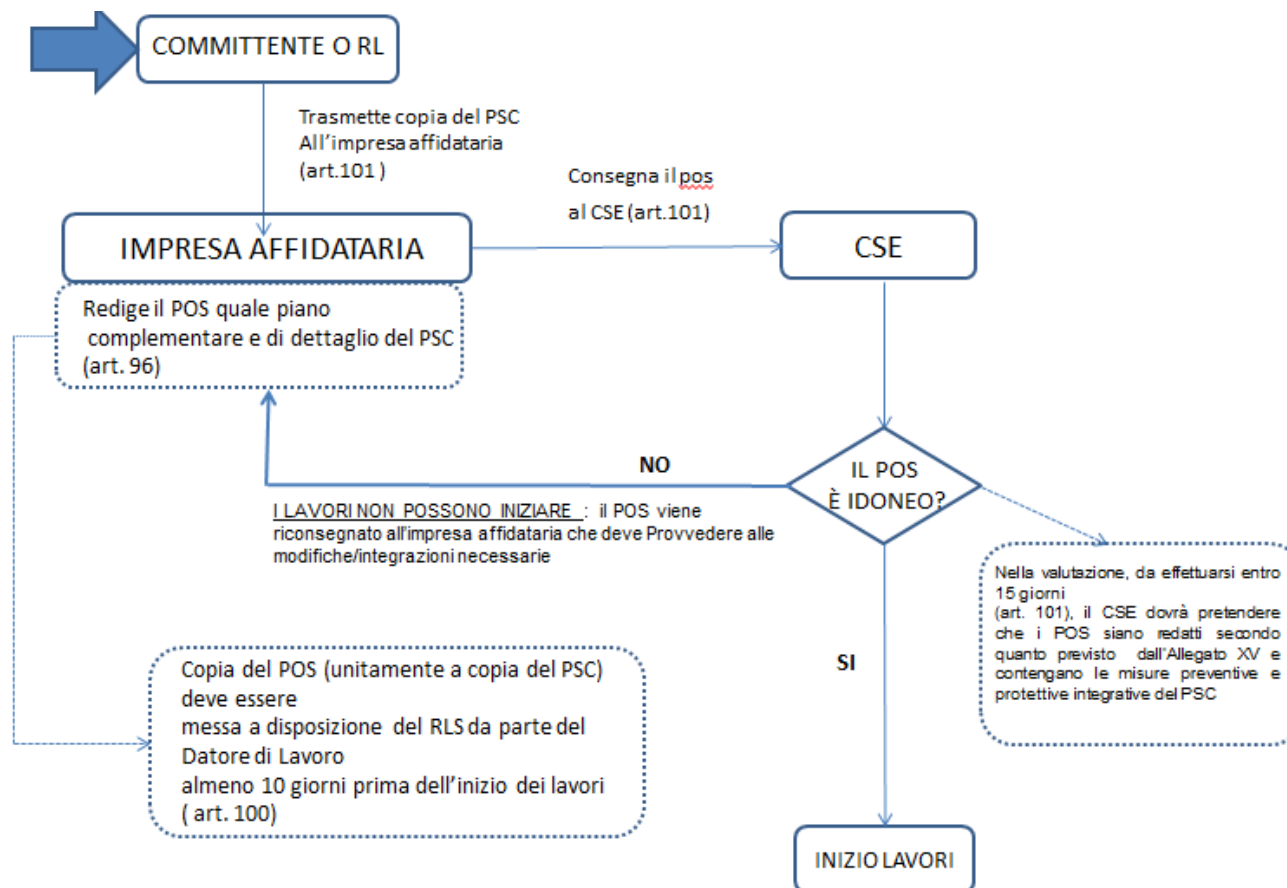 COMMITTENTE O RL
Trasmette copia del PSC
All’impresa affidataria
(art.101 )
Consegna il pos
al CSE (art.101)
IMPRESA AFFIDATARIA
CSE
Redige il POS quale piano
complementare e di dettaglio del PSC
(art. 96)
NO
IL POS
È IDONEO?
I LAVORI NON POSSONO INIZIARE : il POS viene
riconsegnato all'impresa affidataria che deve Provvedere alle
modifiche/integrazioni necessarie
Nella valutazione, da effettuarsi entro
15 giorni
(art. 101), il CSE dovrà pretendere
che i POS siano redatti secondo
quanto previsto dall'Allegato XV e
contengano le misure preventive e
protettive integrative del PSC
SI
Copia del POS (unitamente a copia del PSC)
deve essere
messa a disposizione del RLS da parte del
Datore di Lavoro
almeno 10 giorni prima dell’inizio dei lavori
( art. 100)
INIZIO LAVORI